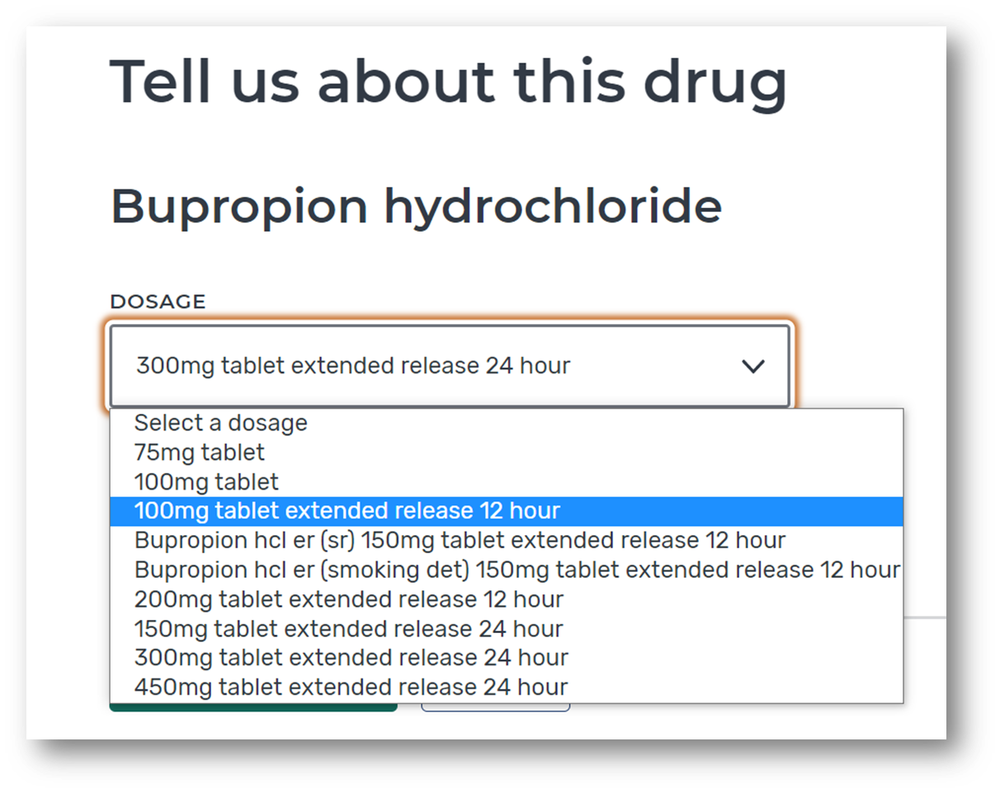 Tell us about this drug
Bupropion hydrochloride
DOSAGE
300mg tablet extended release 24 hour
Select a dosage
75mg tablet
100mg tablet
100mg tablet extended release 12 hour
Bupropion hcl er (sr) 150mg tablet extended release 12 hour
Bupropion hcl er (smoking det) 150mg tablet extended release 12 hour
200mg tablet extended release 12 hour
150mg tablet extended release 24 hour
300mg tablet extended release 24 hour
450mg tablet extended release 24 hour